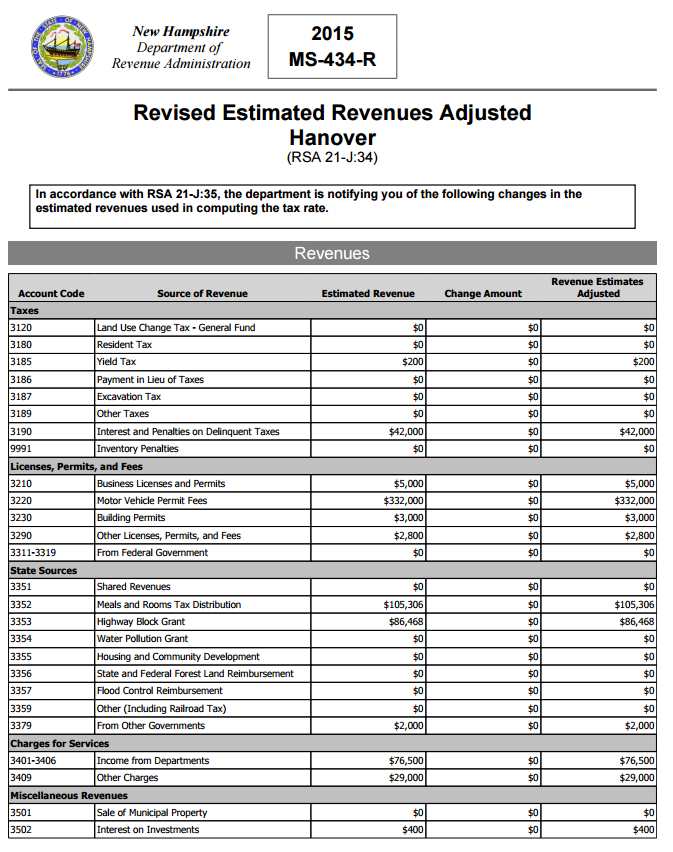 New Hampshire
Department of
Revenue Administration
2015
MS-434-R
Revised Estimated Revenues Adjusted
Hanover
(RSA 21-J:34)
In accordance with RSA 21-J:35, the department is notifying you of the following changes in the
estimated revenues used in computing the tax rate.
Revenues
Account Code Source of Revenue Estimated Revenue Change Amount Revenue Estimates Adjusted
Taxes
3120 Land Use Change Tax - General Fund $0 $0 $0
3180 Resident Tax $0 $0 $0
3185 Yield Tax $200 $0 $200
3186 Payment in Lieu of Taxes $0 $0 $0
3187 Excavation Tax $0 $0 $0
3189 Other Taxes $0 $0 $0
3190 Interest and Penalties on Delinquent Taxes $42,000 $0 $42,000
9991 Inventory Penalties $0 $0 $0
Licenses, Permits, and Fees
3210 Business Licenses and Permits $5,000 $0 $5,000
3220 Motor Vehicle Permit Fees $332,000 $0 $332,000
3230 Building Permits $3,000 $0 $3,000
3290 Other Licenses, Permits, and Fees $2,800 $0 $2,800
3311-3319 From Federal Government $0 $0 $0
State Sources
3351 Shared Revenues $0 $0 $0
3352 Meals and Rooms Tax Distribution $105,306 $0 $105,306
3353 Highway Block Grant $86,468 $0 $86,468
3354 Water Pollution Grant $0 $0 $0
3355 Housing and Community Development $0 $0 $0
3356 State and Federal Forest Land Reimbursement $0 $0 $0
3357 Flood Control Reimbursement $0 $0 $0
3359 Other (Including Railroad Tax) $0 $0 $0
3379 From Other Governments $2,000 $0 $2,000
Charges for Services
3401-3406 Income from Departments $76,500 $0 $76,500
3409 Other Charges $29,000 $0 $29,000
Miscellaneous Revenues
3501 Sale of Municipal Property $0 $0 $0
3502 Interest on Investments $400 $0 $400